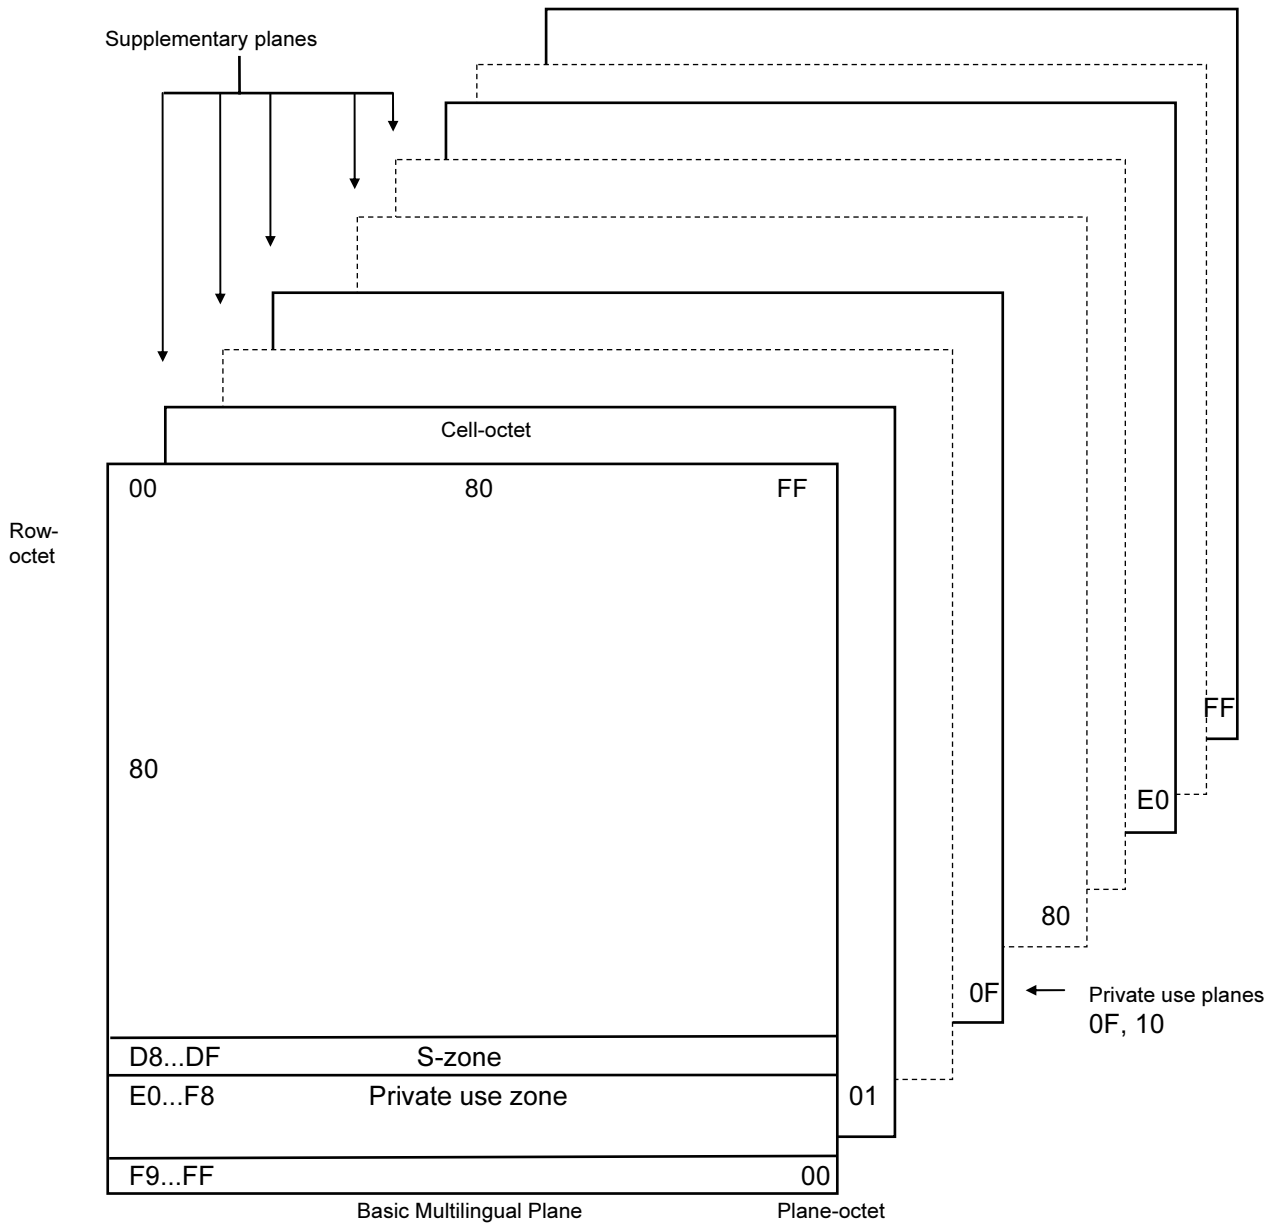 Supplementary planes
Cell-octet
00 80 FF
Row-
octet
FF
80
E0
80
0F
Private use planes
0F, 10
D8...DF S-zone
E0...F8 Private use zone
01
F9...FF 00
Basic Multilingual Plane Plane-octet